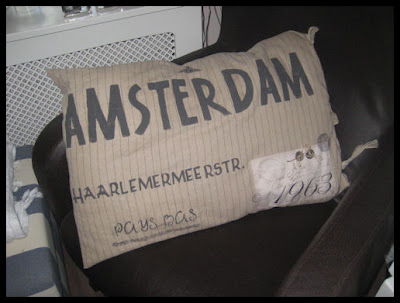 AMSTERDAM
HAARLEMERMEERSTR.
1963
PAYS-BAS